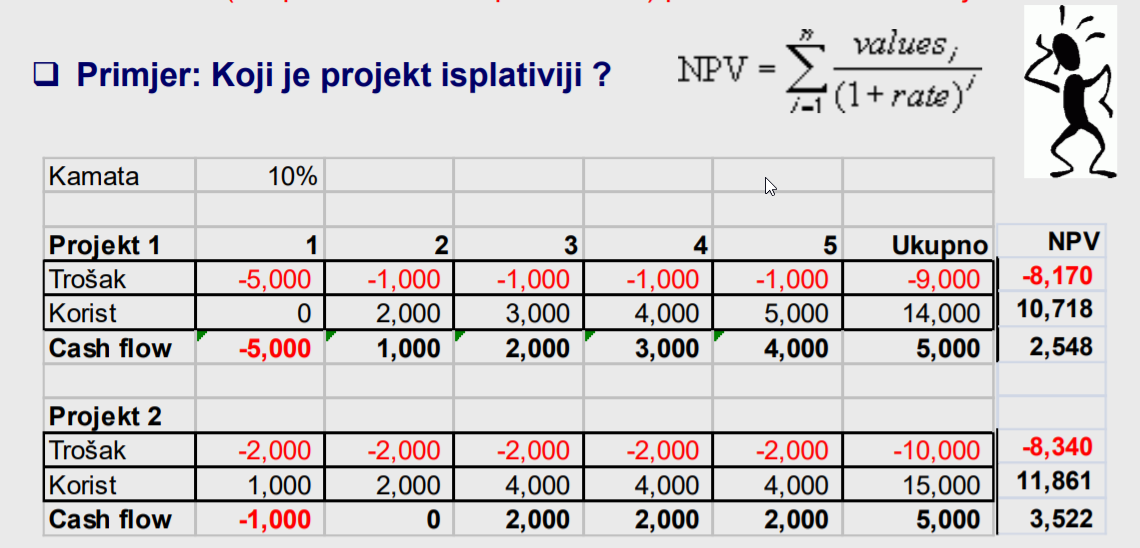 ❑ Primjer: Koji je projekt isplativiji ?
NPV = n ∑ i=1 values i / (1 + rate)^i
Kamata 10%
Projekt 1 1 2 3 4 5 Ukupno NPV
Trošak -5,000 -1,000 -1,000 -1,000 -1,000 -9,000 -8,170
Korist 0 2,000 3,000 4,000 5,000 14,000 10,718
Cash flow -5,000 1,000 2,000 3,000 4,000 5,000 2,548
Projekt 2
Trošak -2,000 -2,000 -2,000 -2,000 -2,000 -10,000 -8,340
Korist 1,000 2,000 4,000 4,000 4,000 15,000 11,861
Cash flow -1,000 0 2,000 2,000 2,000 5,000 3,522